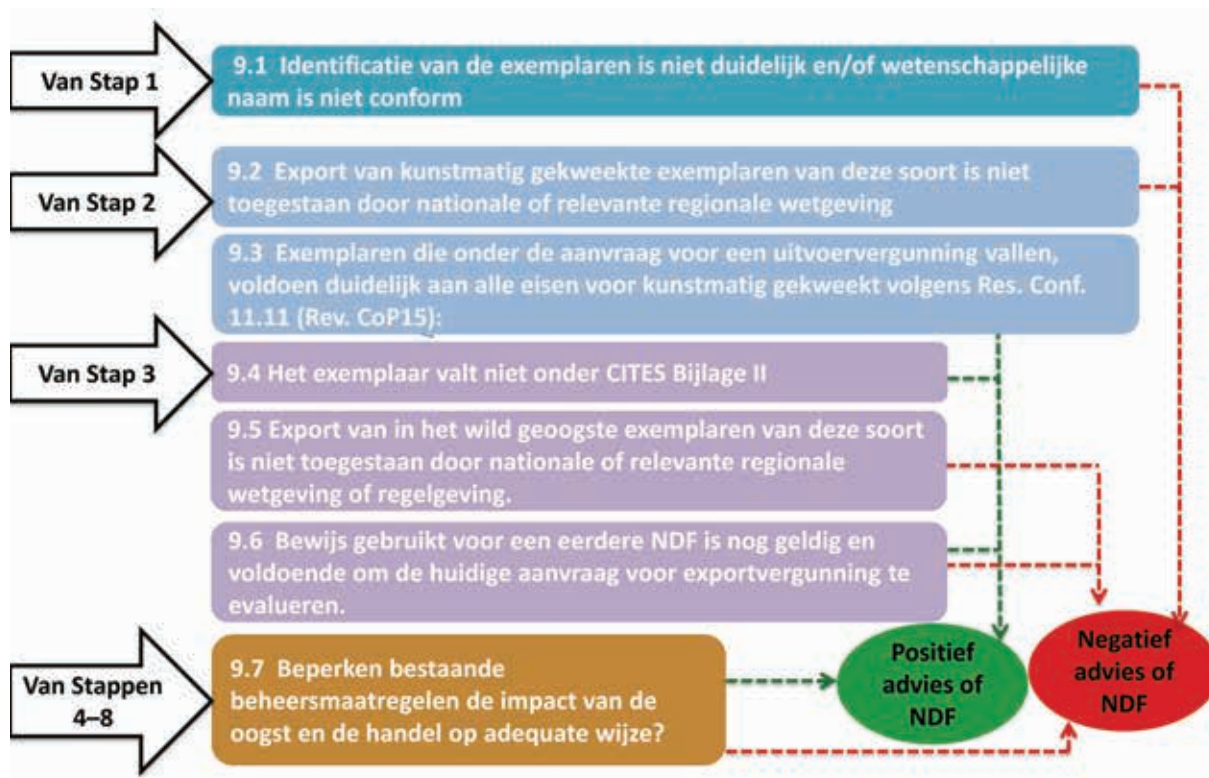 Van Stap 1
9.1 Identificatie van de exemplaren is niet duidelijk en/of wetenschappelijke
naam is niet conform
Van Stap 2
9.2 Export van kunstmatig gekweekte exemplaren van deze soort is niet
toegestaan door nationale of relevante regionale wetgeving
9.3 Exemplaren die onder de aanvraag voor een uitvoervergunning vallen,
voldoen duidelijk aan alle eisen voor kunstmatig gekweekt volgens Res. Conf.
11.11 (Rev. CoP15):
Van Stap 3
9.4 Het exemplaar valt niet onder CITES Bijlage II
9.5 Export van in het wild geoogste exemplaren van deze soort
is niet toegestaan door nationale of relevante regionale
wetgeving of regelgeving.
9.6 Bewijs gebruikt voor een eerdere NDF is nog geldig en
voldoende om de huidige aanvraag voor exportvergunning te
evalueren.
Van Stappen
4–8
9.7 Beperken bestaande
beheersmaatregelen de impact van de
oogst en de handel op adequate wijze?
Positief
advies of
NDF
Negatief
advies of
NDF